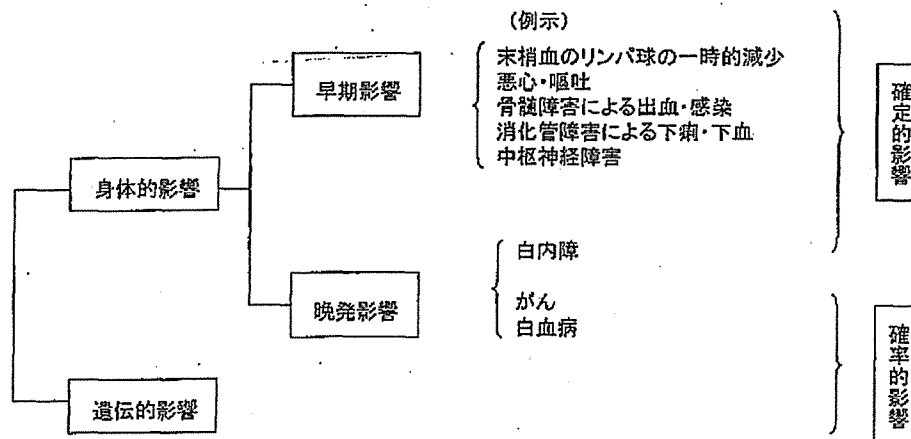 (例示)
早期影響
末梢血のリンパ球の一時的減少
悪心・嘔吐
骨髄障害による出血・感染
消化管障害による下痢・下血
中枢神経障害
確定的影響
身体的影響
晩発影響
白内障
がん
白血病
確率的影響
遺伝的影響